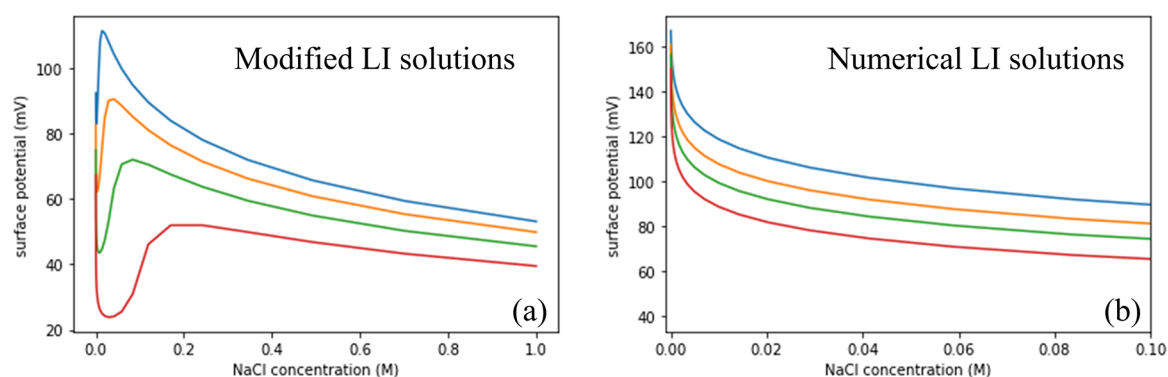 Modified LI solutions
surface potential (mV)
100
80
60
40
20
0.0 0.2 0.4 0.6 0.8 1.0
NaCl concentration (M)
(a)
Numerical LI solutions
surface potential (mV)
160
140
120
100
80
60
40
0.00 0.02 0.04 0.06 0.08 0.10
NaCl concentration (M)
(b)